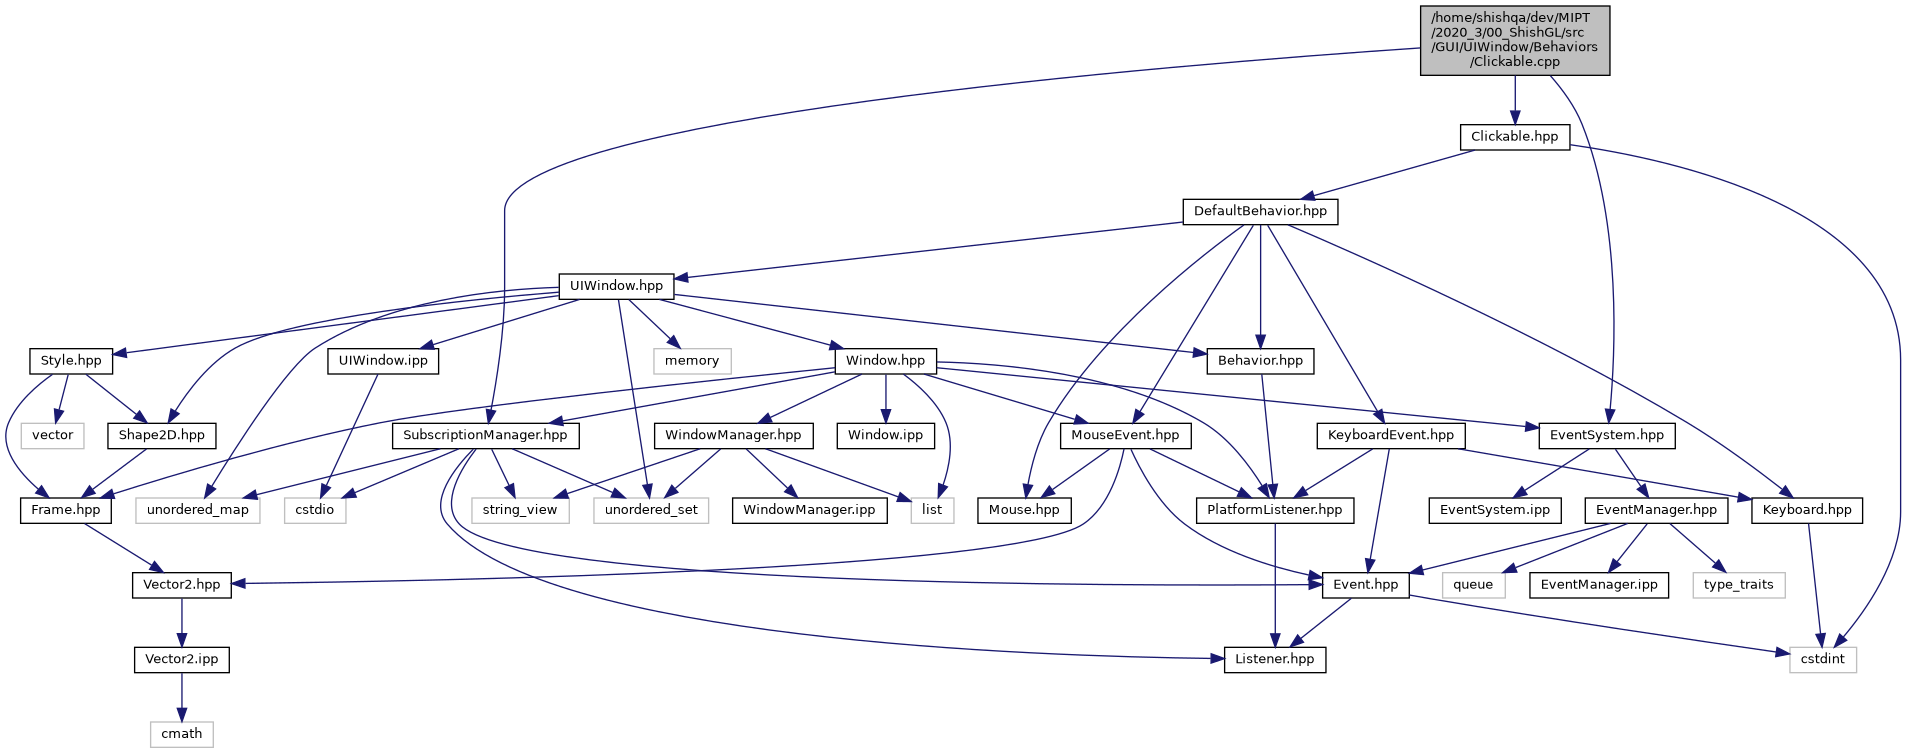 /home/shishqa/dev/MIPT
/2020_3/00_ShishGL/src
/GUI/UIWindow/Behaviors
/Clickable.cpp
Clickable.hpp
DefaultBehavior.hpp
UIWindow.hpp
Style.hpp
UIWindow.ipp
memory
Window.hpp
Behavior.hpp
vector
Shape2D.hpp
SubscriptionManager.hpp
WindowManager.hpp
Window.ipp
MouseEvent.hpp
KeyboardEvent.hpp
EventSystem.hpp
Frame.hpp
unordered_map
cstdio
string_view
unordered_set
WindowManager.ipp
list
Mouse.hpp
PlatformListener.hpp
EventSystem.ipp
EventManager.hpp
Keyboard.hpp
Vector2.hpp
Event.hpp
queue
EventManager.ipp
type_traits
Vector2.ipp
Listener.hpp
cstdint
cmath